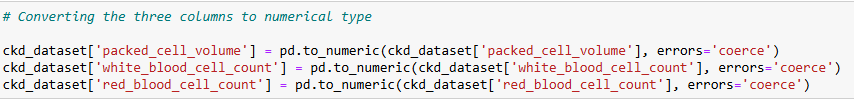 # Converting the three columns to numerical type
ckd_dataset['packed_cell_volume'] = pd.to_numeric(ckd_dataset['packed_cell_volume'], errors='coerce')
ckd_dataset['white_blood_cell_count'] = pd.to_numeric(ckd_dataset['white_blood_cell_count'], errors='coerce')
ckd_dataset['red_blood_cell_count'] = pd.to_numeric(ckd_dataset['red_blood_cell_count'], errors='coerce')